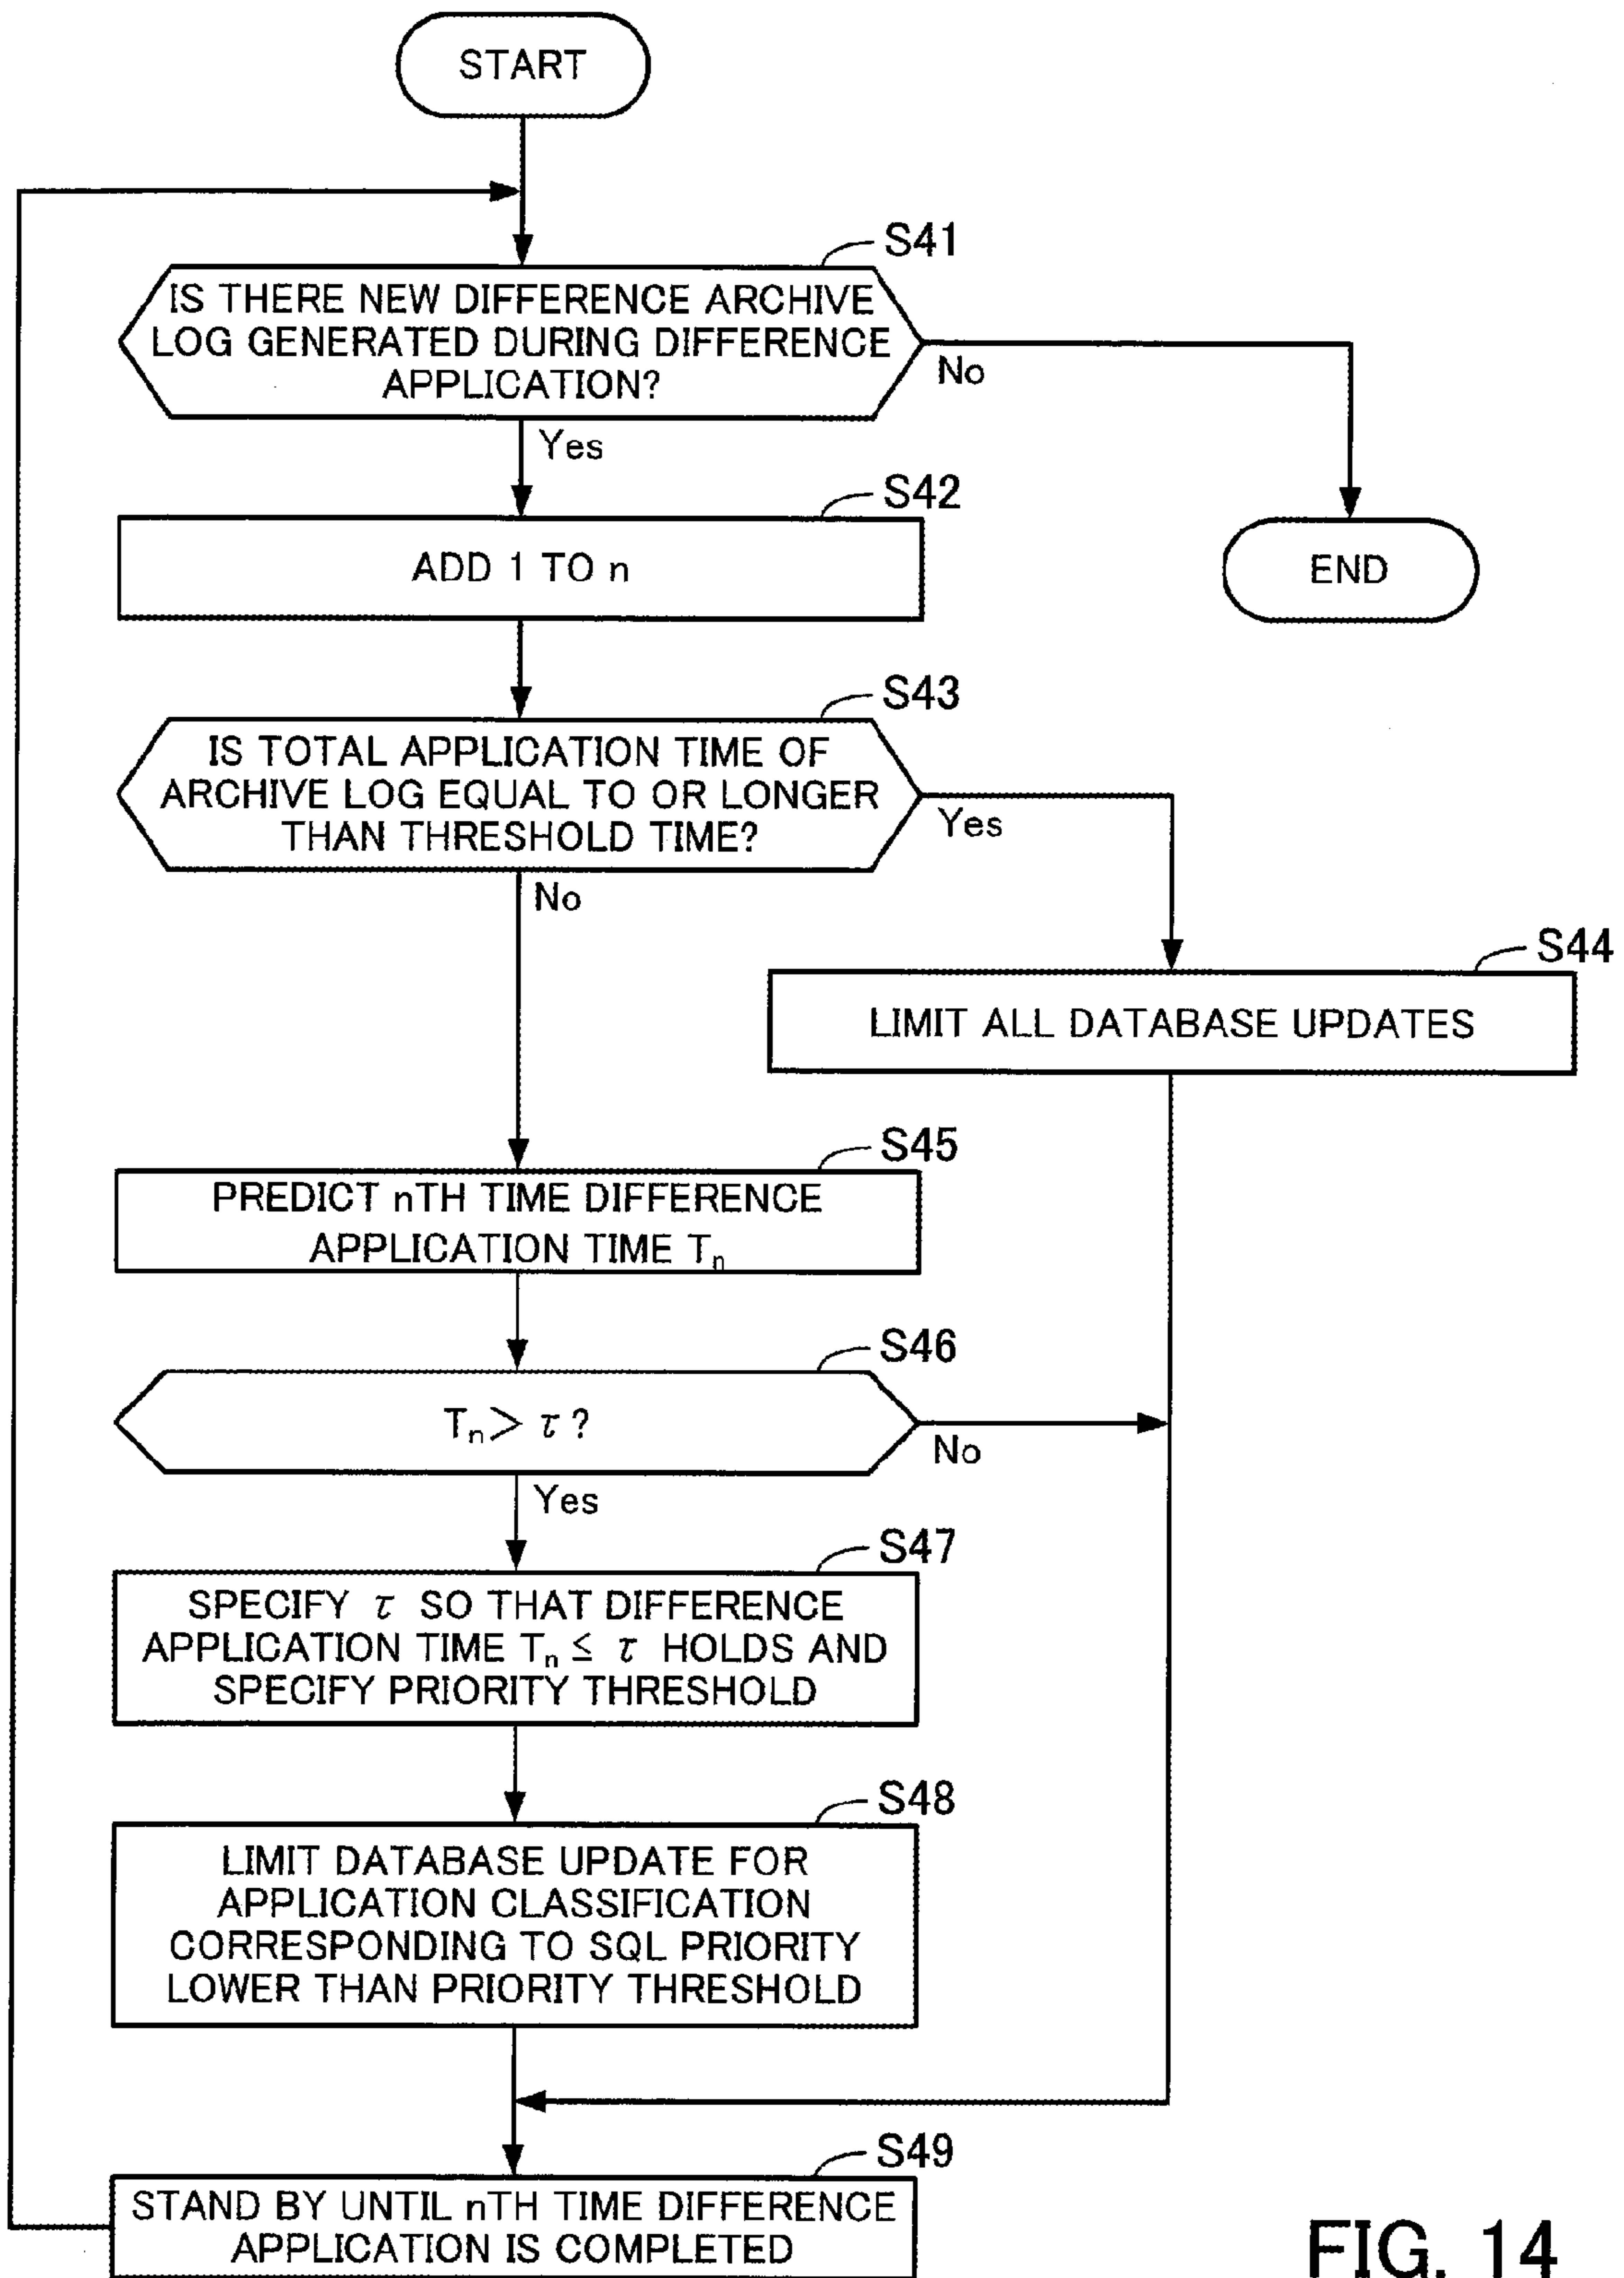 START
S41
IS THERE NEW DIFFERENCE ARCHIVE
LOG GENERATED DURING DIFFERENCE
APPLICATION?
No
Yes
S42
ADD 1 TO n
END
S43
IS TOTAL APPLICATION TIME OF
ARCHIVE LOG EQUAL TO OR LONGER
THAN THRESHOLD TIME?
Yes
No
S44
LIMIT ALL DATABASE UPDATES
S45
PREDICT nTH TIME DIFFERENCE
APPLICATION TIME Tn
S46
Tn > τ ?
No
Yes
S47
SPECIFY τ SO THAT DIFFERENCE
APPLICATION TIME Tn ≤ τ HOLDS AND
SPECIFY PRIORITY THRESHOLD
S48
LIMIT DATABASE UPDATE FOR
APPLICATION CLASSIFICATION
CORRESPONDING TO SQL PRIORITY
LOWER THAN PRIORITY THRESHOLD
S49
STAND BY UNTIL nTH TIME DIFFERENCE
APPLICATION IS COMPLETED
FIG. 14